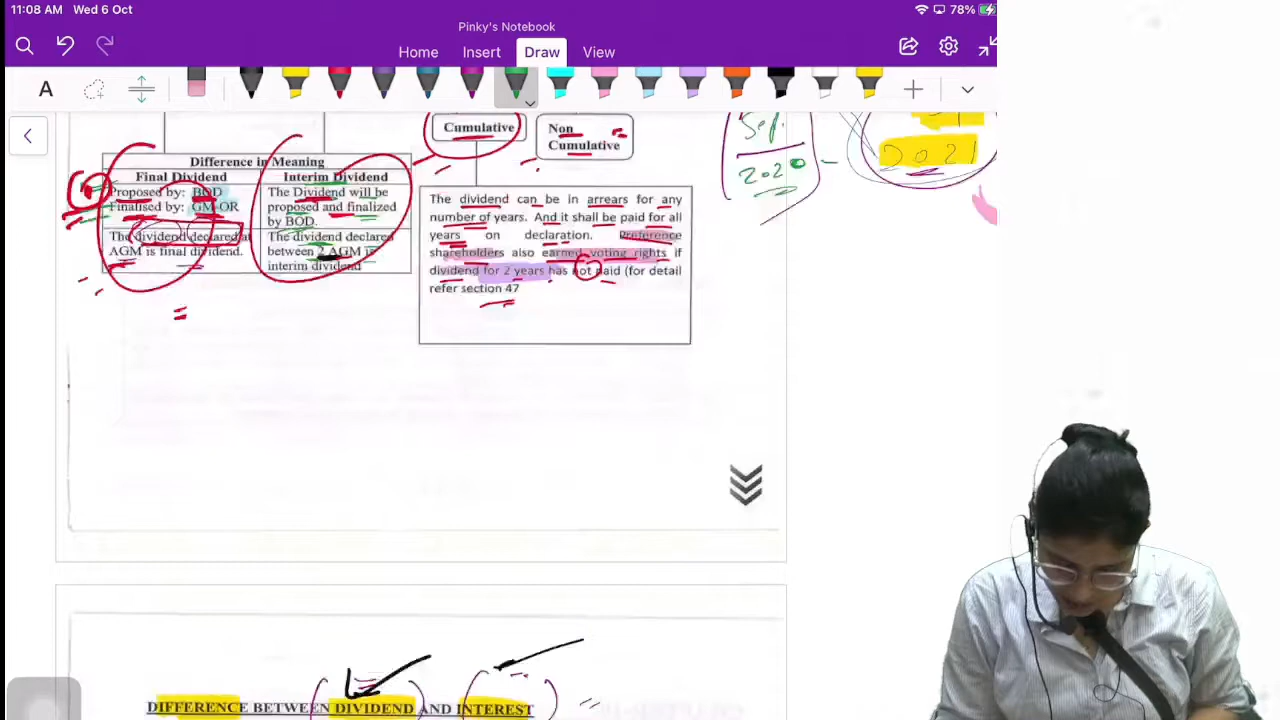 11:08 AM Wed 6 Oct
78%
Pinky's Notebook
Home Insert Draw View
A
Cumulative
Non
Cumulative
Sep.
2020
2021
Difference in Meaning
Final Dividend
Interim Dividend
Proposed by: BOD
Finalised by: GM-OR
The Dividend will be
proposed and finalized
by BOD.
The dividend declared at
AGM is final dividend.
The dividend declared
between 2 AGM is
interim dividend
The dividend can be in arrears for any
number of years. And it shall be paid for all
years on declaration. Preference
shareholders also earned voting rights if
dividend for 2 years has not paid (for detail
refer section 47
DIFFERENCE BETWEEN DIVIDEND AND INTEREST